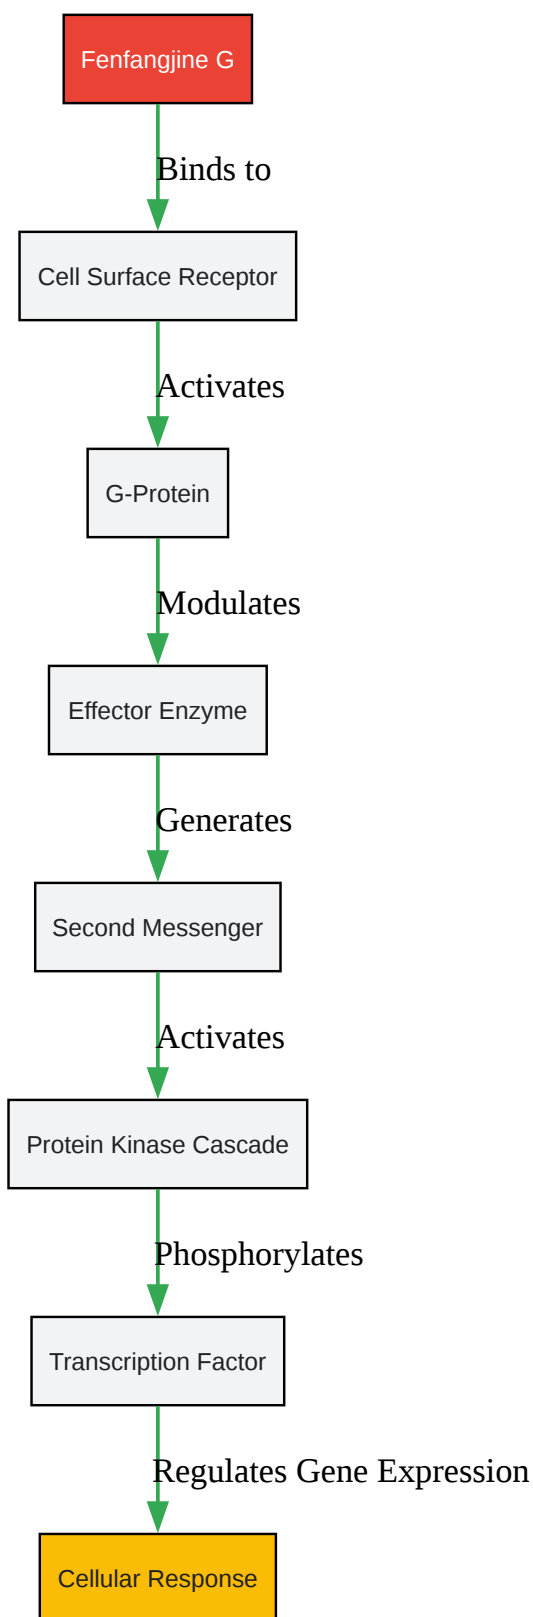 Fenfangjine G
Binds to
Cell Surface Receptor
Activates
G-Protein
Modulates
Effector Enzyme
Generates
Second Messenger
Activates
Protein Kinase Cascade
Phosphorylates
Transcription Factor
Regulates Gene Expression
Cellular Response